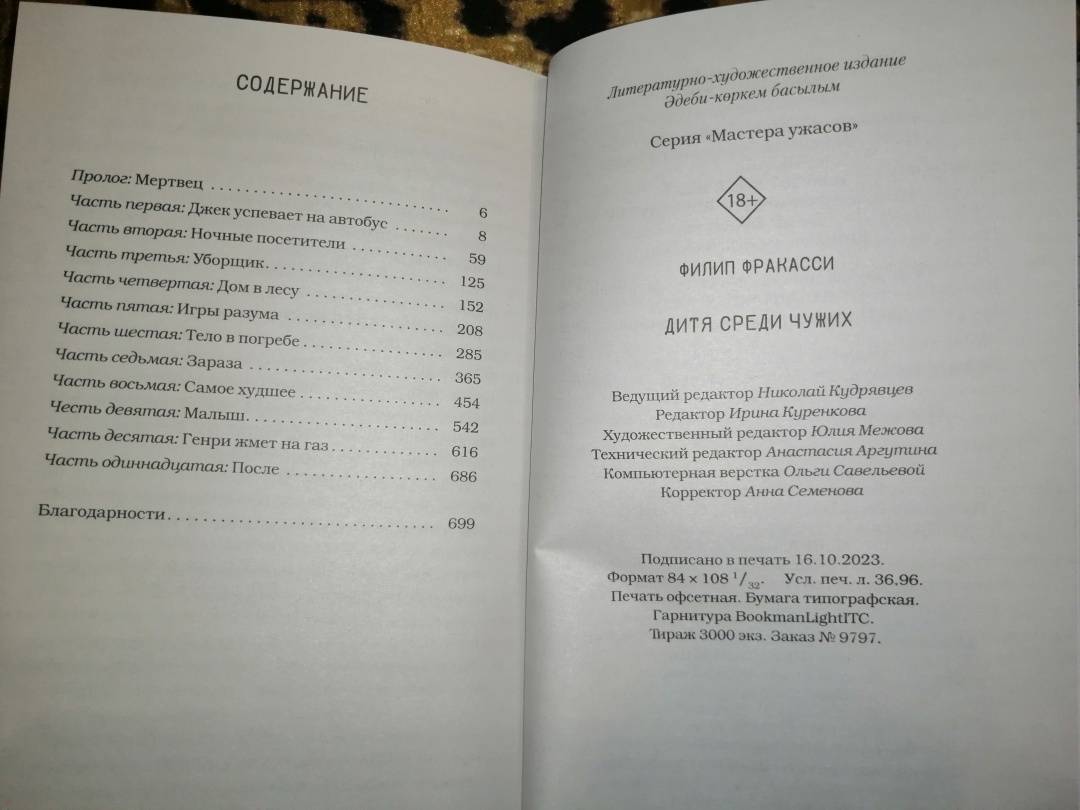 СОДЕРЖАНИЕ
Пролог: Мертвец . . . . . . . . . . . . . . . . . . . . . . . . . . . . . . 6
Часть первая: Джек успевает на автобус . . . . . . . 8
Часть вторая: Ночные посетители . . . . . . . . . . . . 59
Часть третья: Уборщик. . . . . . . . . . . . . . . . . . . . . . . 125
Часть четвертая: Дом в лесу . . . . . . . . . . . . . . . . . . 152
Часть пятая: Игры разума . . . . . . . . . . . . . . . . . . . . 208
Часть шестая: Тело в погребе . . . . . . . . . . . . . . . . . 285
Часть седьмая: Зараза . . . . . . . . . . . . . . . . . . . . . . . . 365
Часть восьмая: Самое худшее . . . . . . . . . . . . . . . . . . 454
Честь девятая: Малыш. . . . . . . . . . . . . . . . . . . . . . . . 542
Часть десятая: Генри жмет на газ . . . . . . . . . . . . . . 616
Часть одиннадцатая: После . . . . . . . . . . . . . . . . . . . 686
Благодарности. . . . . . . . . . . . . . . . . . . . . . . . . . . . . . . 699
Литературно-художественное издание
Әдеби-көркем басылым
Серия «Мастера ужасов»
18+
ФИЛИП ФРАКАССИ
ДИТЯ СРЕДИ ЧУЖИХ
Ведущий редактор Николай Кудрявцев
Редактор Ирина Куренкова
Художественный редактор Юлия Межова
Технический редактор Анастасия Аргутина
Компьютерная верстка Ольги Савельевой
Корректор Анна Семенова
Подписано в печать 16.10.2023.
Формат 84 × 108 1/32. Усл. печ. л. 36,96.
Печать офсетная. Бумага типографская.
Гарнитура BookmanLightITC.
Тираж 3000 экз. Заказ № 9797.